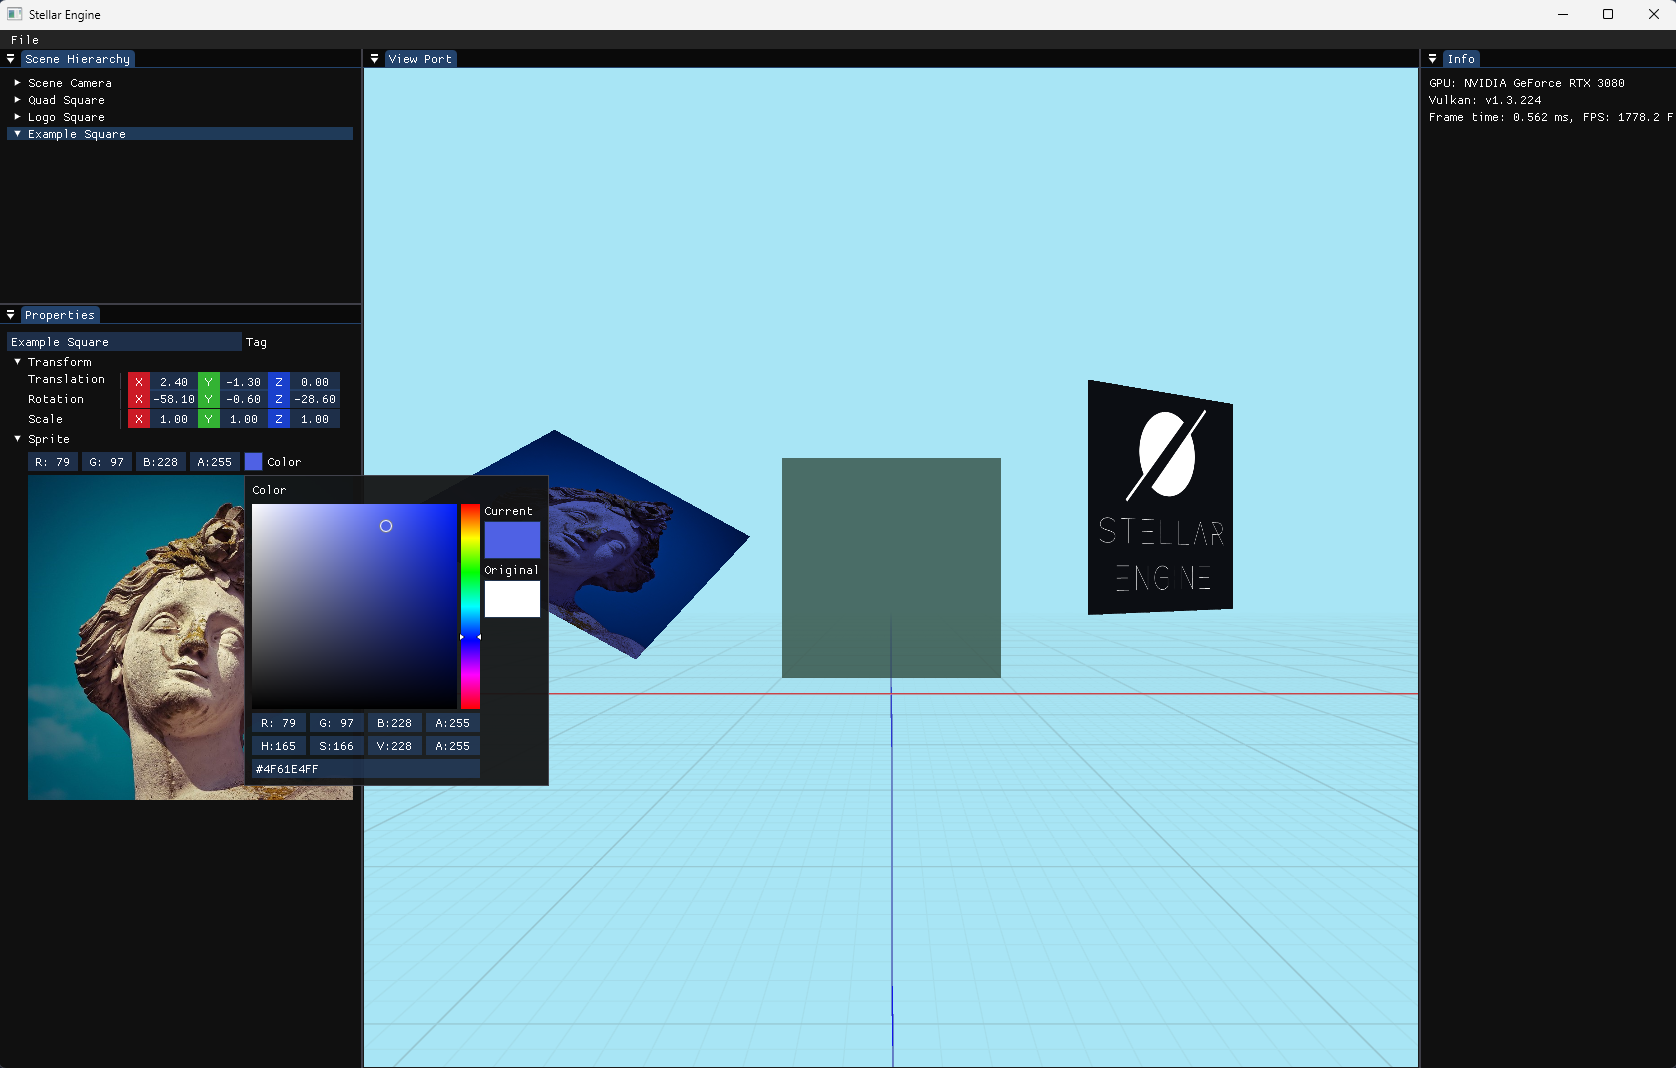 Stellar Engine
File
Scene Hierarchy
Scene Camera
Quad Square
Logo Square
Example Square
Properties
Example Square Tag
Transform
Translation X 2.40 Y -1.30 Z 0.00
Rotation X -58.10 Y -0.60 Z -28.60
Scale X 1.00 Y 1.00 Z 1.00
Sprite
R: 79 G: 97 B:228 A:255 Color
Color
Current
Original
R: 79 G: 97 B:228 A:255
H:165 S:166 V:228 A:255
#4F61E4FF
View Port
STELLAR
ENGINE
Info
GPU: NVIDIA GeForce RTX 3080
Vulkan: v1.3.224
Frame time: 0.562 ms, FPS: 1778.2 F